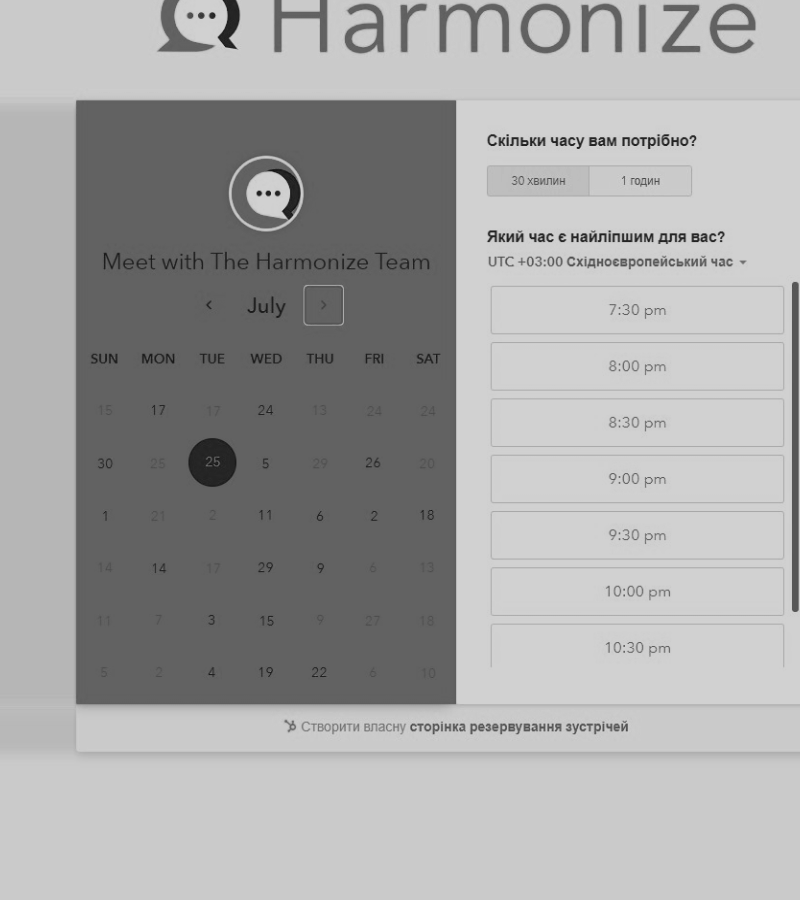 Harmonize
Meet with The Harmonize Team
July
SUN MON TUE WED THU FRI SAT
15 17 17 24 13 24 24
30 25 25 5 29 26 20
1 21 2 11 6 2 18
14 14 17 29 9 6 13
11 7 3 15 9 27 18
5 2 4 19 22 6 10
Скільки часу вам потрібно?
30 хвилин 1 годин
Який час є найліпшим для вас?
UTC +03:00 Східноєвропейський час
7:30 pm
8:00 pm
8:30 pm
9:00 pm
9:30 pm
10:00 pm
10:30 pm
Створити власну сторінка резервування зустрічей